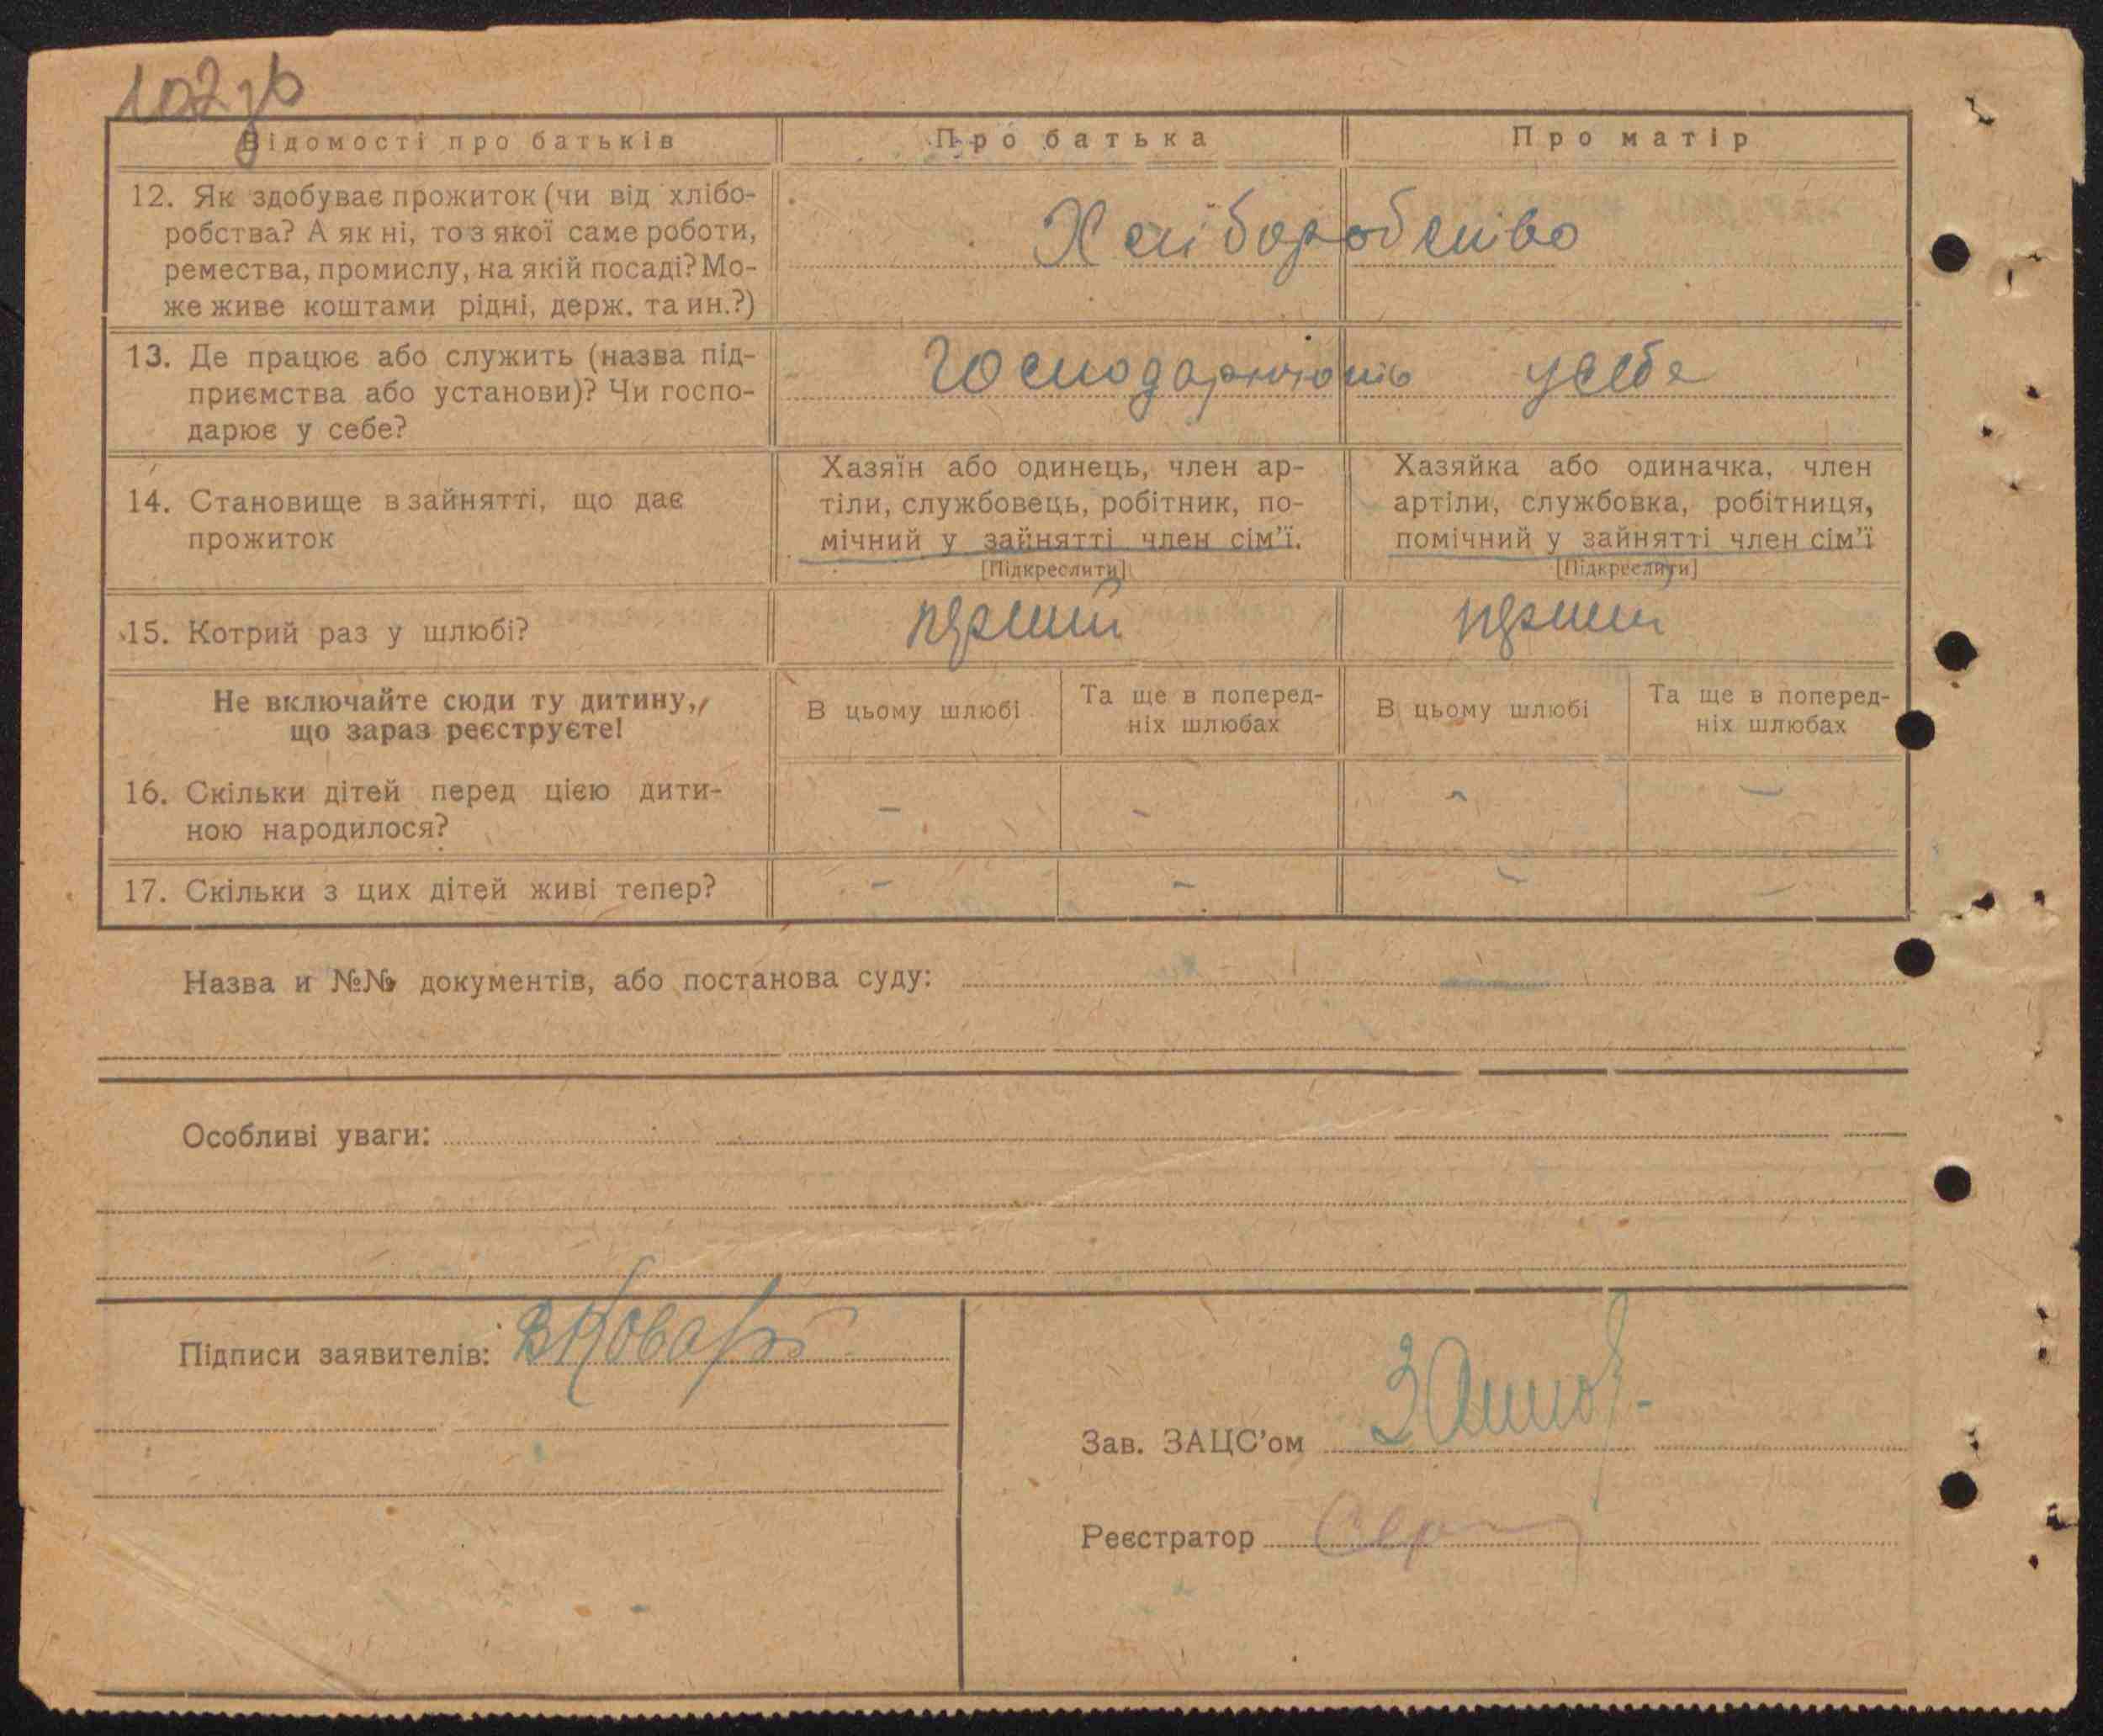 102зв
Відомості про батьків
Про батька
Про матір
12. Як здобуває прожиток (чи від хлібо-
робства? А як ні, то з якої саме роботи,
ремества, промислу, на якій посаді? Мо-
же живе коштами рідні, держ. та ин.?)
Хліборобство
13. Де працює або служить (назва під-
приємства або установи)? Чи госпо-
дарює у себе?
Господарюють у себе
14. Становище в зайнятті, що дає
прожиток
Хазяїн або одинець, член ар-
тіли, службовець, робітник, по-
мічний у зайнятті член сім'ї.
[Підкреслити]
Хазяйка або одиначка, член
артіли, службовка, робітниця,
помічний у зайнятті член сім'ї
[Підкреслити]
15. Котрий раз у шлюбі?
перший
перший
Не включайте сюди ту дитину,
що зараз реєструєте!
В цьому шлюбі
Та ще в поперед-
ніх шлюбах
В цьому шлюбі
Та ще в поперед-
ніх шлюбах
16. Скільки дітей перед цією дити-
ною народилося?
- - - -
17. Скільки з цих дітей живі тепер?
- - - -
Назва и №№ документів, або постанова суду: —
Особливі уваги:
Підписи заявителів:
Зав. ЗАЦС'ом
Реєстратор